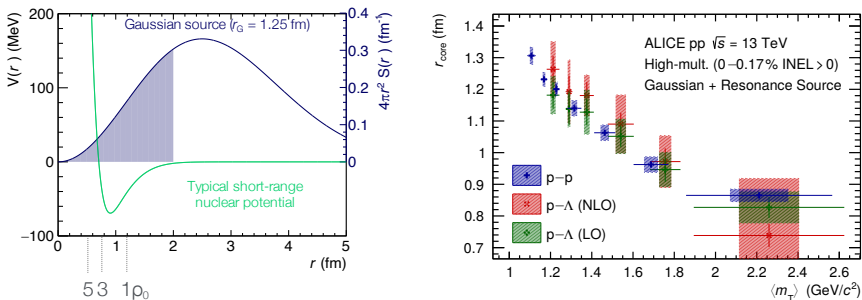 Gaussian source (r_G = 1.25 fm)
V(r) (MeV)
4πr² S(r) (fm⁻¹)
200
100
0
−100
0.4
0.3
0.2
0.1
0
Typical short-range
nuclear potential
0 1 2 3 4 5
r (fm)
5 3 1ρ₀
r_core (fm)
1.4
1.3
1.2
1.1
1
0.9
0.8
0.7
ALICE pp √s = 13 TeV
High-mult. (0−0.17% INEL > 0)
Gaussian + Resonance Source
p−p
p−Λ (NLO)
p−Λ (LO)
1 1.2 1.4 1.6 1.8 2 2.2 2.4 2.6
⟨m_T⟩ (GeV/c²)